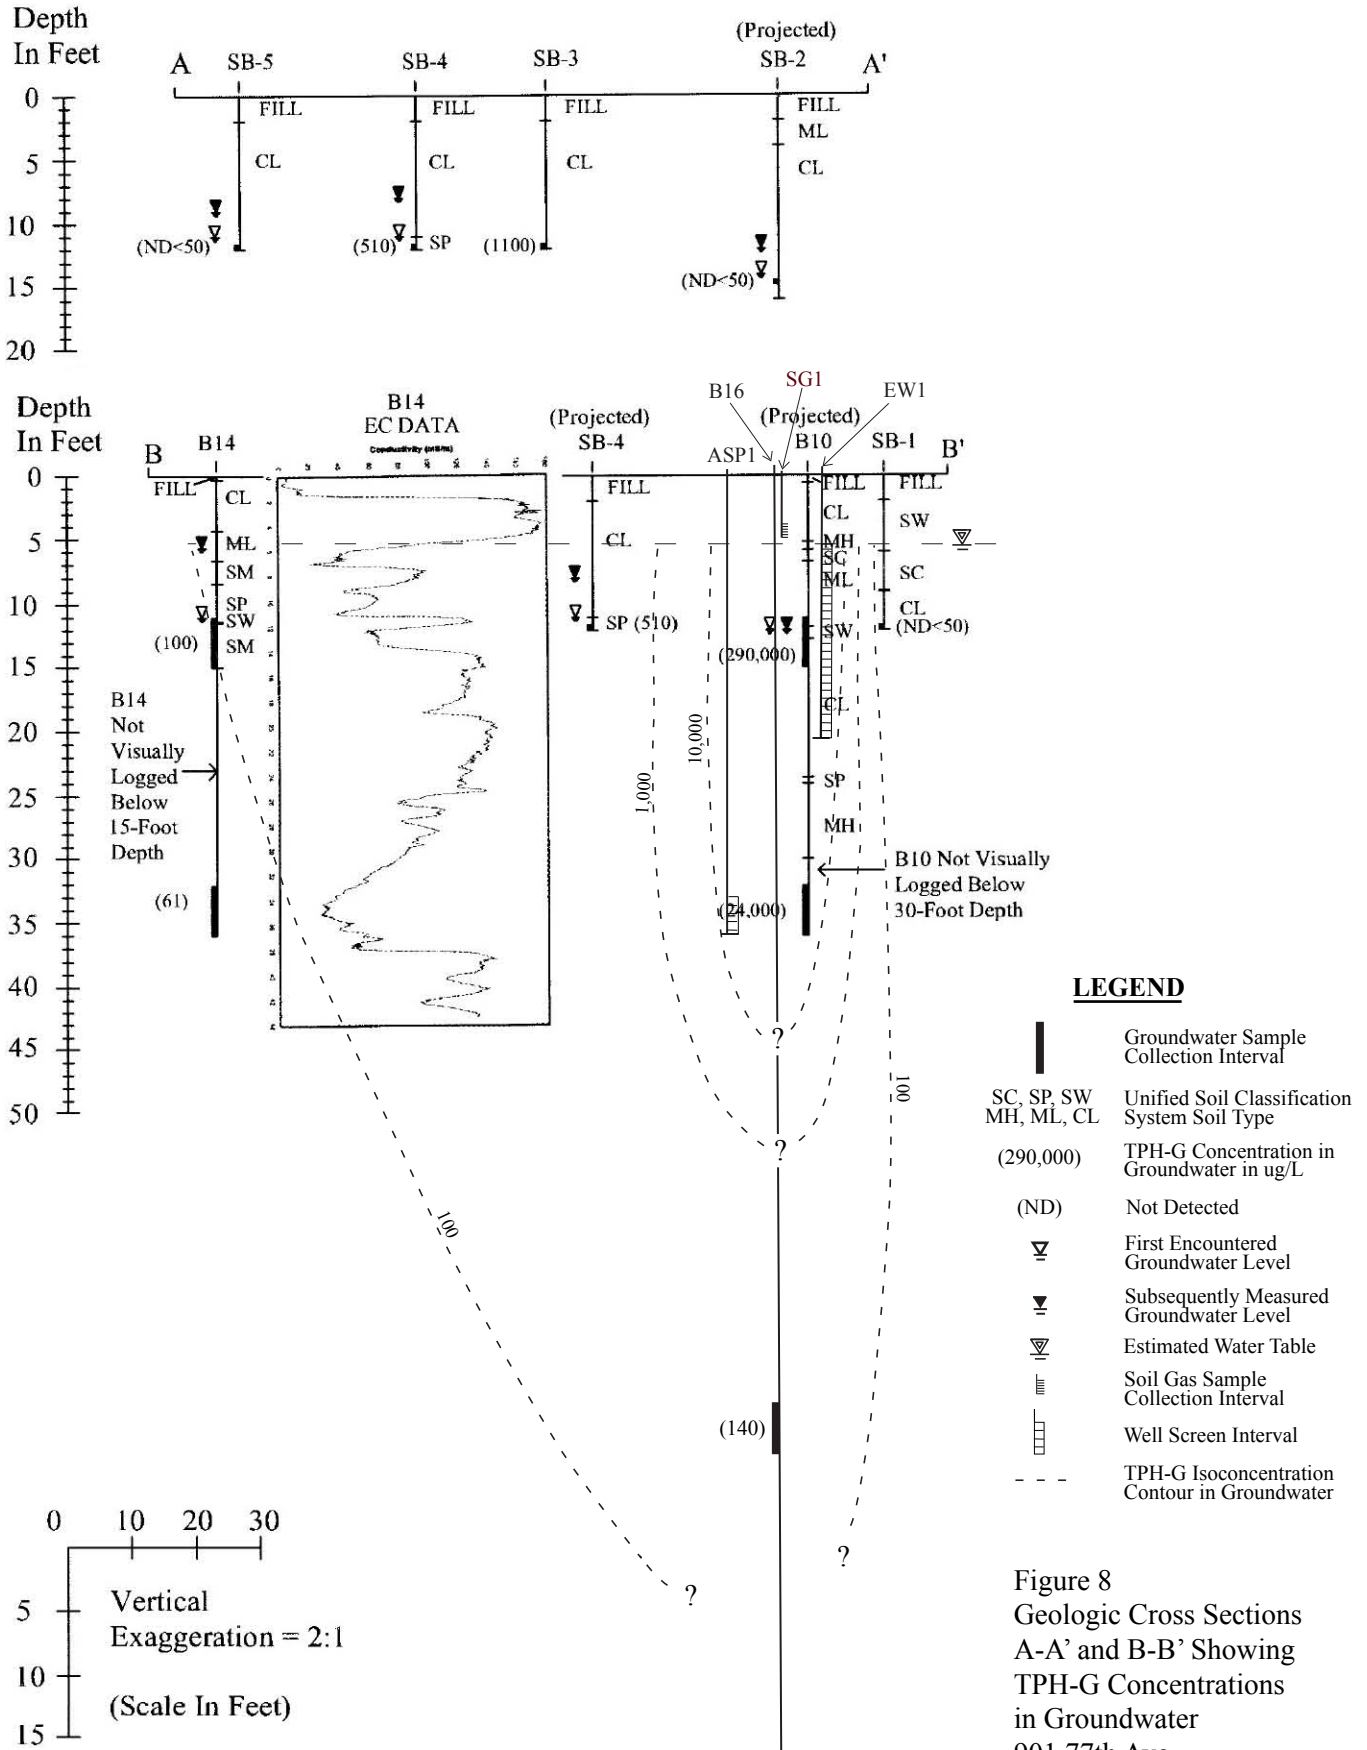 Depth
In Feet
(Projected)
A SB-5 SB-4 SB-3 SB-2 A'
0
FILL FILL FILL FILL
ML
5 CL CL CL CL
10
(ND<50) (510) SP (1100)
(ND<50)
15
20
Depth
In Feet
B16 SG1 EW1
B14
EC DATA
Conductivity (mS/m)
(Projected) (Projected)
B B14 SB-4 ASP1 B10 SB-1 B'
0
FILL CL FILL FILL FILL
CL SW
5 ML CL MH
SC
SM ML SC
10 SP CL
SW SP (510) SW (ND<50)
(100) SM (290,000)
15
B14
Not
Visually
Logged
Below
15-Foot
Depth
CL
20
10,000
1,000
SP
25
MH
30
B10 Not Visually
Logged Below
30-Foot Depth
(61) (24,000)
35
40
?
45
50
100
?
100
(140)
?
?
LEGEND
Groundwater Sample
Collection Interval
SC, SP, SW
MH, ML, CL
Unified Soil Classification
System Soil Type
(290,000)
TPH-G Concentration in
Groundwater in ug/L
(ND) Not Detected
First Encountered
Groundwater Level
Subsequently Measured
Groundwater Level
Estimated Water Table
Soil Gas Sample
Collection Interval
Well Screen Interval
TPH-G Isoconcentration
Contour in Groundwater
0 10 20 30
5
10
15
Vertical
Exaggeration = 2:1
(Scale In Feet)
Figure 8
Geologic Cross Sections
A-A’ and B-B’ Showing
TPH-G Concentrations
in Groundwater
901 77th Ave